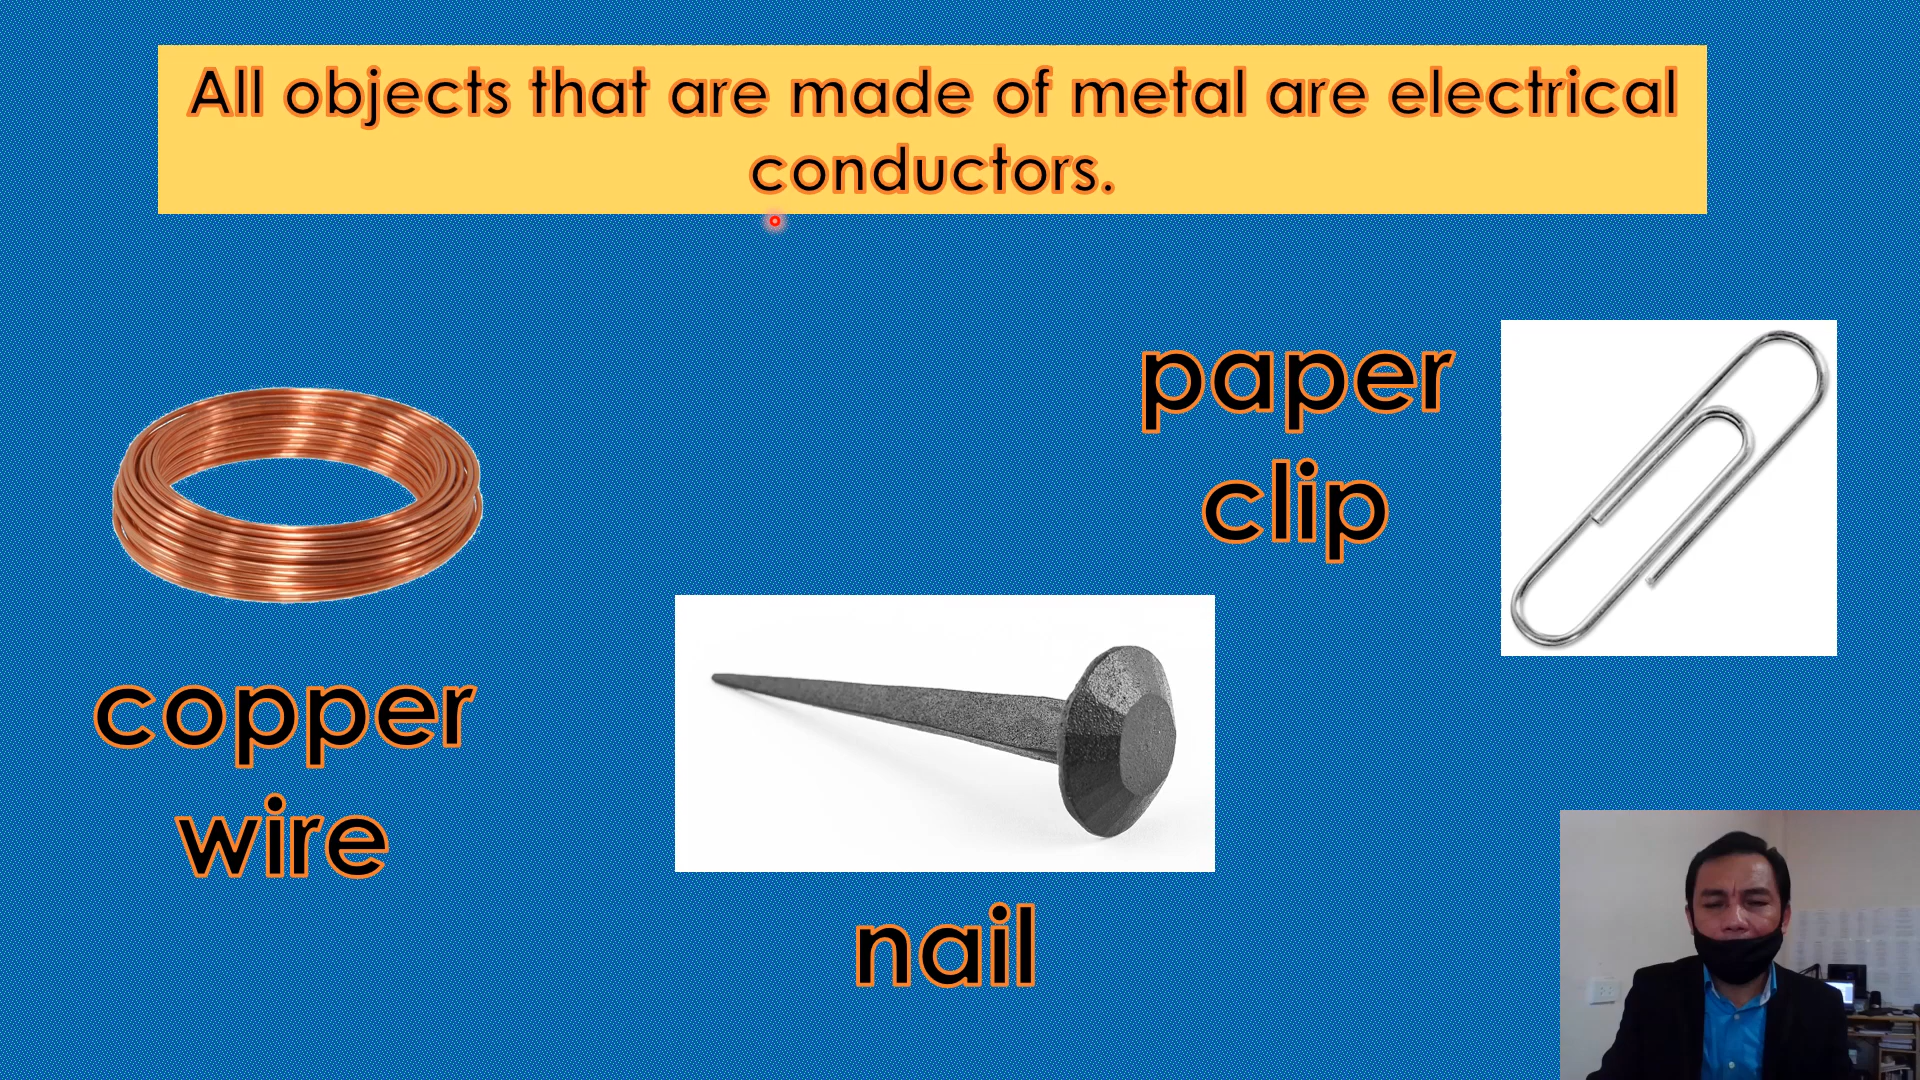 All objects that are made of metal are electrical
conductors.
paper
clip
copper
wire
nail